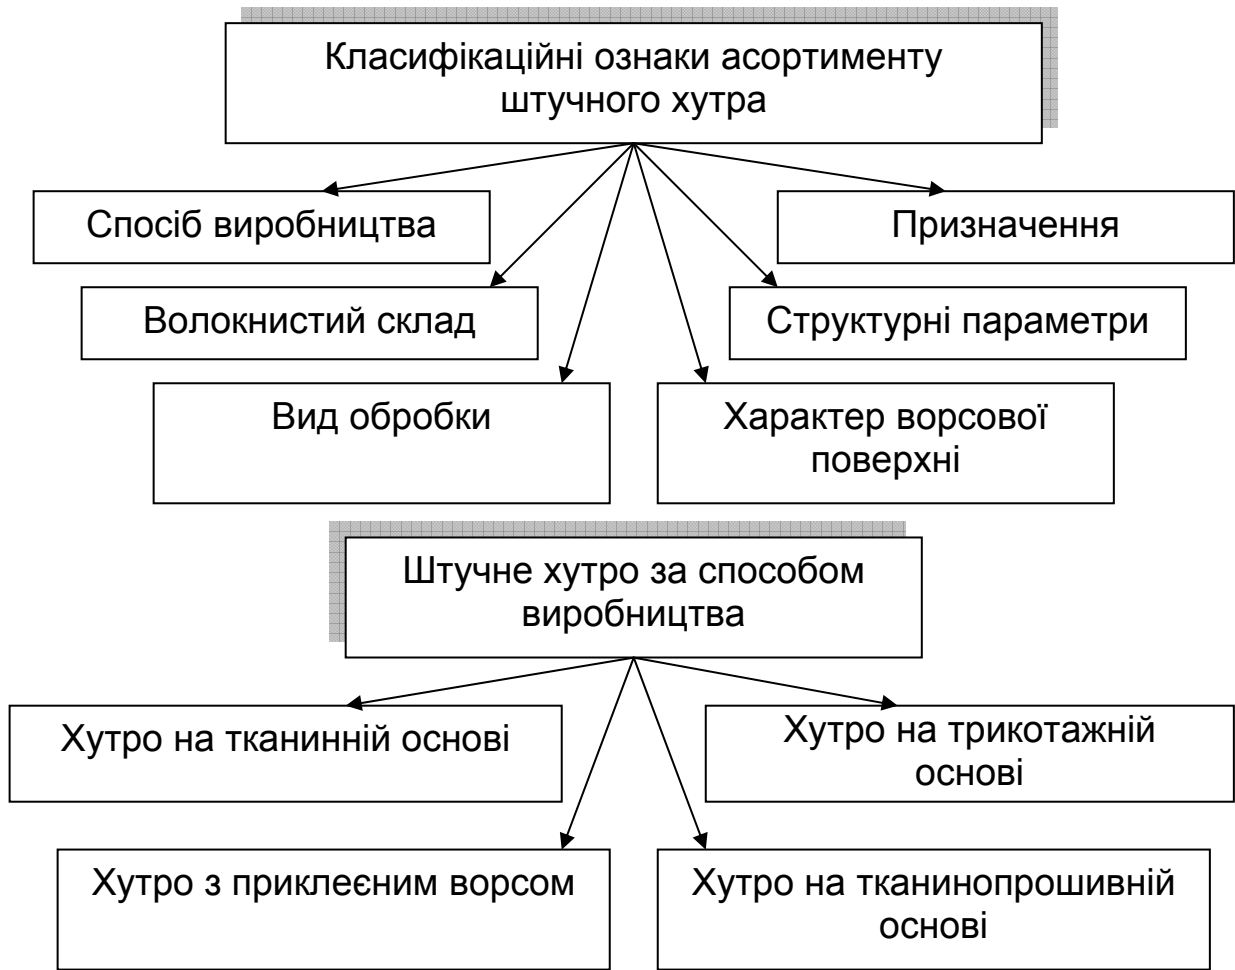 Класифікаційні ознаки асортименту
штучного хутра
Спосіб виробництва
Призначення
Волокнистий склад
Структурні параметри
Вид обробки
Характер ворсової
поверхні
Штучне хутро за способом
виробництва
Хутро на тканинній основі
Хутро на трикотажній
основі
Хутро з приклеєним ворсом
Хутро на тканинопрошивній
основі